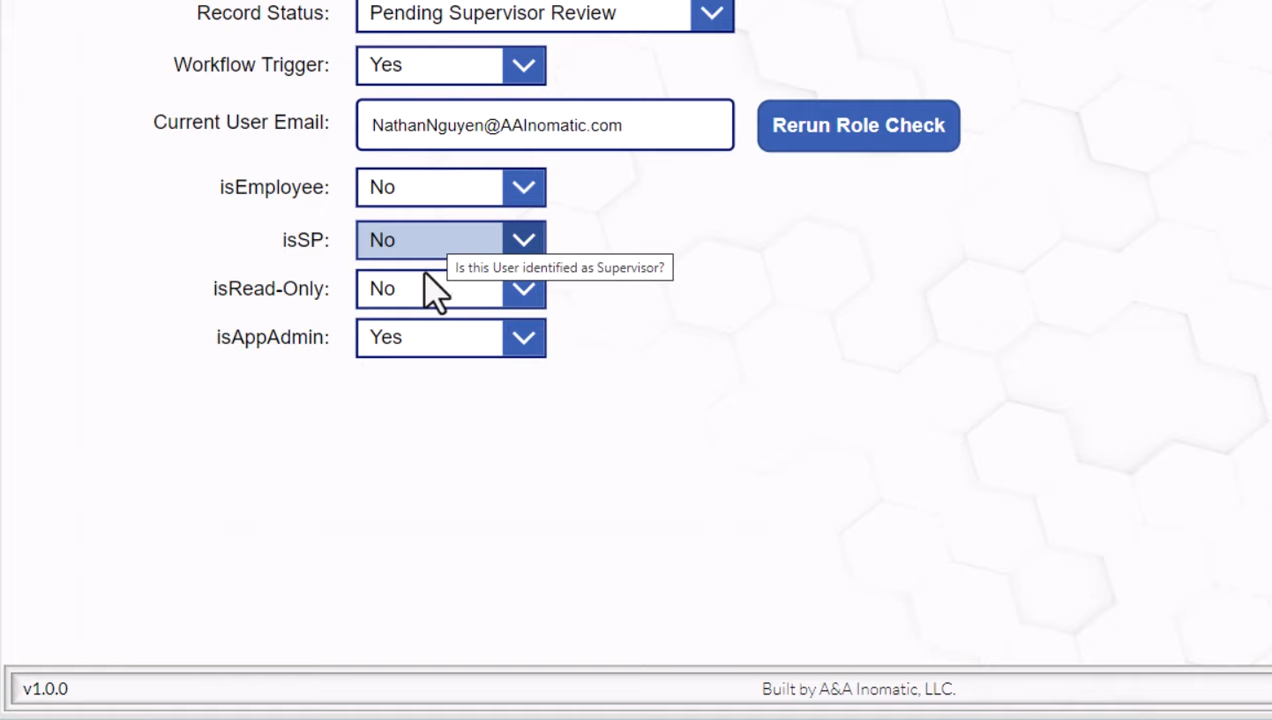 Record Status: Pending Supervisor Review
Workflow Trigger: Yes
Current User Email: NathanNguyen@AAInomatic.com Rerun Role Check
isEmployee: No
isSP: No
Is this User identified as Supervisor?
isRead-Only: No
isAppAdmin: Yes
v1.0.0 Built by A&A Inomatic, LLC.